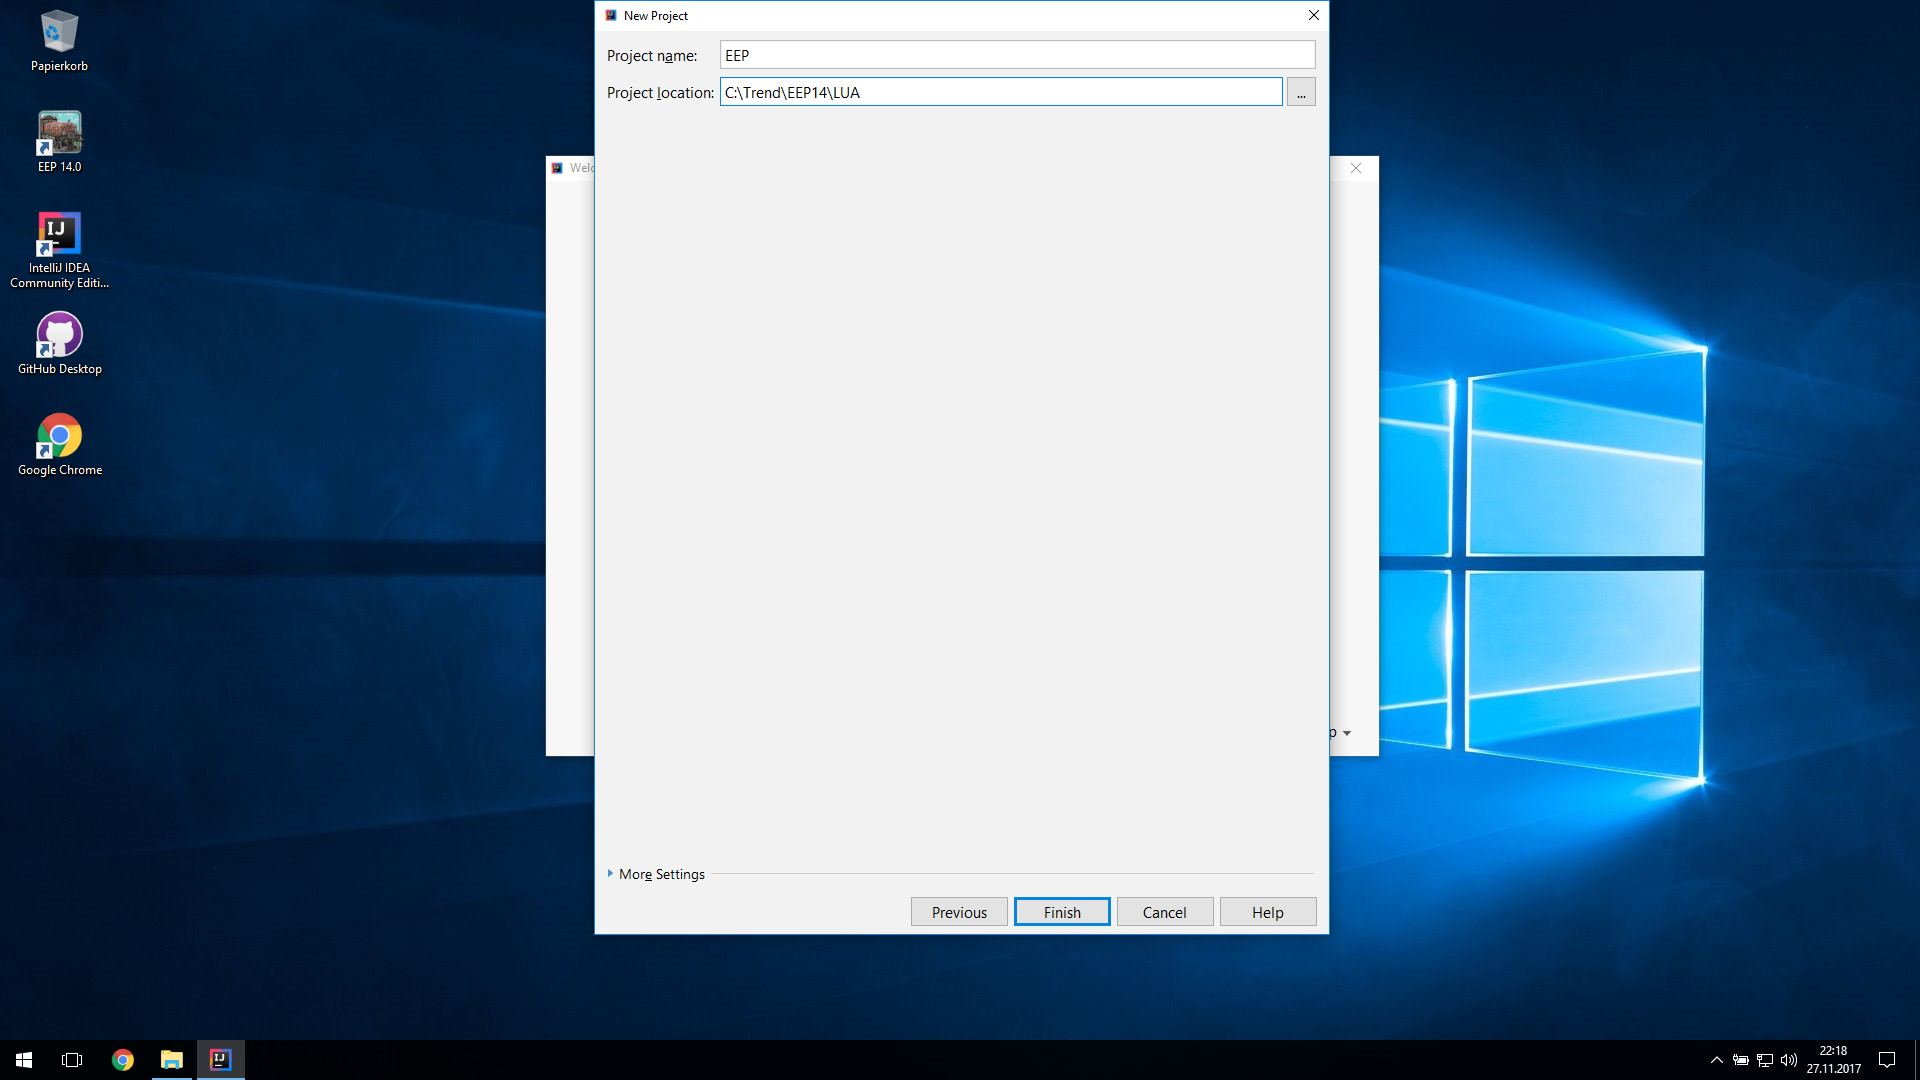 New Project
Project name:
EEP
Project location:
C:\Trend\EEP14\LUA
...
Welc
p
More Settings
Previous
Finish
Cancel
Help
Papierkorb
EEP 14.0
IJ
IntelliJ IDEA
Community Editi...
GitHub Desktop
Google Chrome
IJ
22:18
27.11.2017